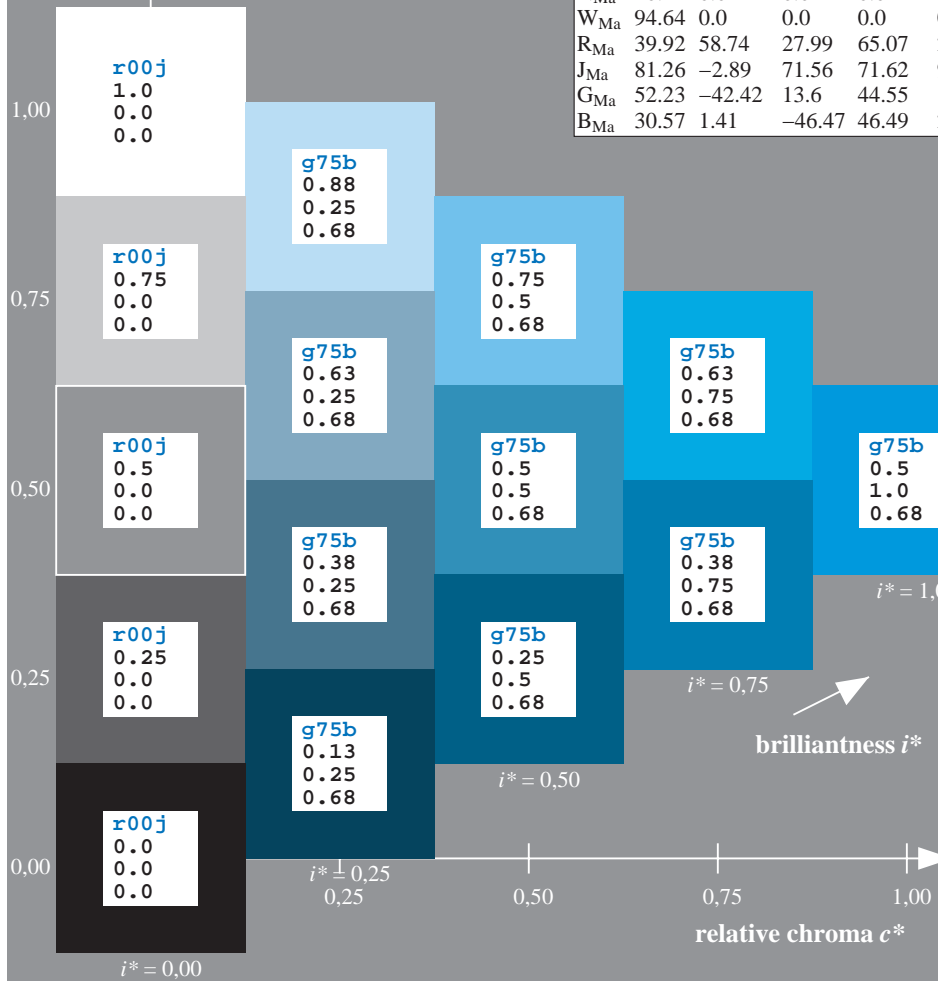 W Ma 94.64 0.0 0.0 0.0
R Ma 39.92 58.74 27.99 65.07
J Ma 81.26 −2.89 71.56 71.62
G Ma 52.23 −42.42 13.6 44.55
B Ma 30.57 1.41 −46.47 46.49
1,00
r00j
1.0
0.0
0.0
g75b
0.88
0.25
0.68
0,75
r00j
0.75
0.0
0.0
g75b
0.75
0.5
0.68
g75b
0.63
0.25
0.68
g75b
0.63
0.75
0.68
0,50
r00j
0.5
0.0
0.0
g75b
0.5
0.5
0.68
g75b
0.5
1.0
0.68
g75b
0.38
0.25
0.68
g75b
0.38
0.75
0.68
i* = 1,0
0,25
r00j
0.25
0.0
0.0
g75b
0.25
0.5
0.68
i* = 0,75
g75b
0.13
0.25
0.68
brilliantness i*
i* = 0,50
0,00
r00j
0.0
0.0
0.0
i* = 0,25
0,25 0,50 0,75 1,00
relative chroma c*
i* = 0,00